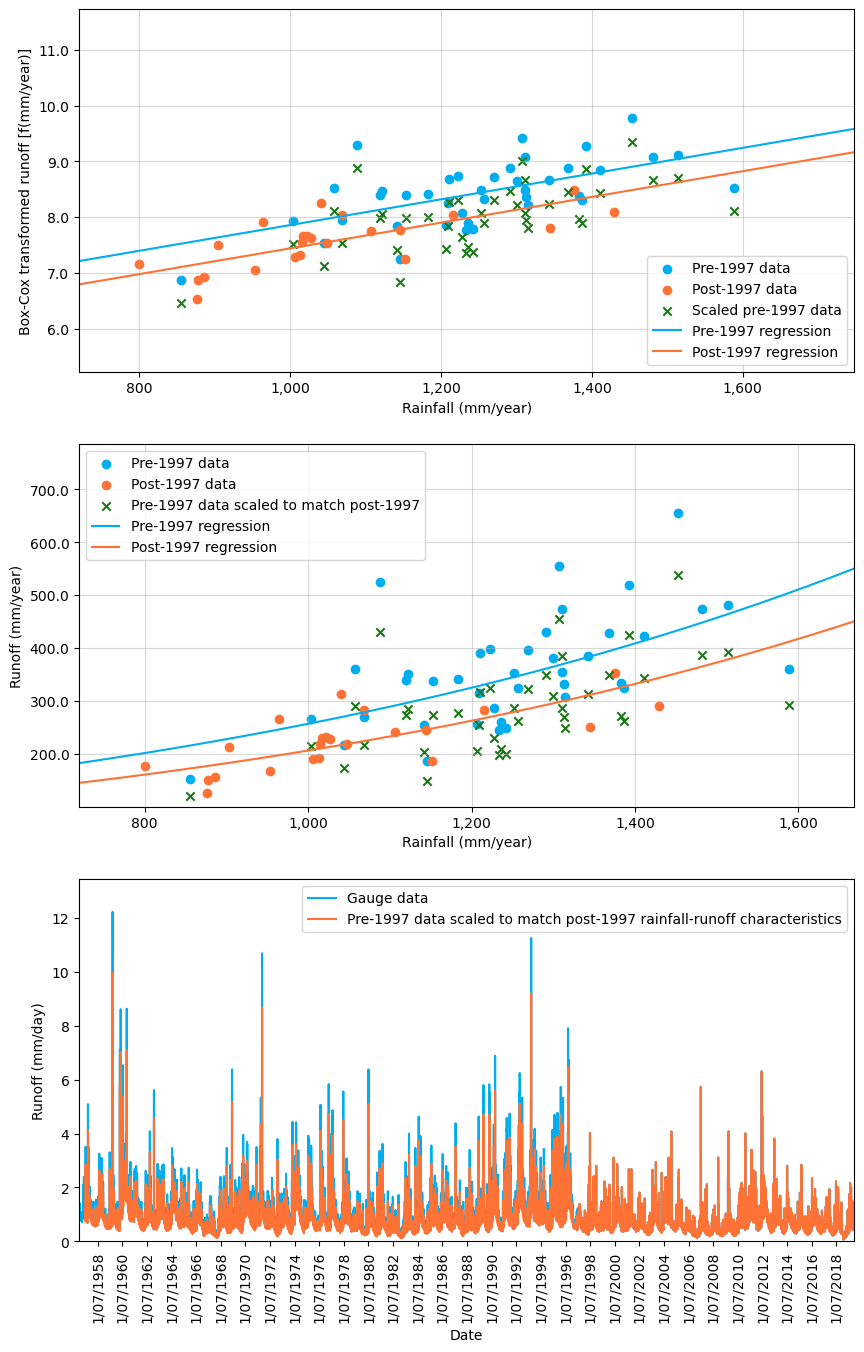 Box-Cox transformed runoff [f(mm/year)]
11.0
10.0
9.0
8.0
7.0
6.0
Pre-1997 data
Post-1997 data
Scaled pre-1997 data
Pre-1997 regression
Post-1997 regression
800 1,000 1,200 1,400 1,600
Rainfall (mm/year)
Runoff (mm/year)
700.0
600.0
500.0
400.0
300.0
200.0
Pre-1997 data
Post-1997 data
Pre-1997 data scaled to match post-1997
Pre-1997 regression
Post-1997 regression
800 1,000 1,200 1,400 1,600
Rainfall (mm/year)
Runoff (mm/day)
12
10
8
6
4
2
0
Gauge data
Pre-1997 data scaled to match post-1997 rainfall-runoff characteristics
1/07/1958
1/07/1960
1/07/1962
1/07/1964
1/07/1966
1/07/1968
1/07/1970
1/07/1972
1/07/1974
1/07/1976
1/07/1978
1/07/1980
1/07/1982
1/07/1984
1/07/1986
1/07/1988
1/07/1990
1/07/1992
1/07/1994
1/07/1996
1/07/1998
1/07/2000
1/07/2002
1/07/2004
1/07/2006
1/07/2008
1/07/2010
1/07/2012
1/07/2014
1/07/2016
1/07/2018
Date